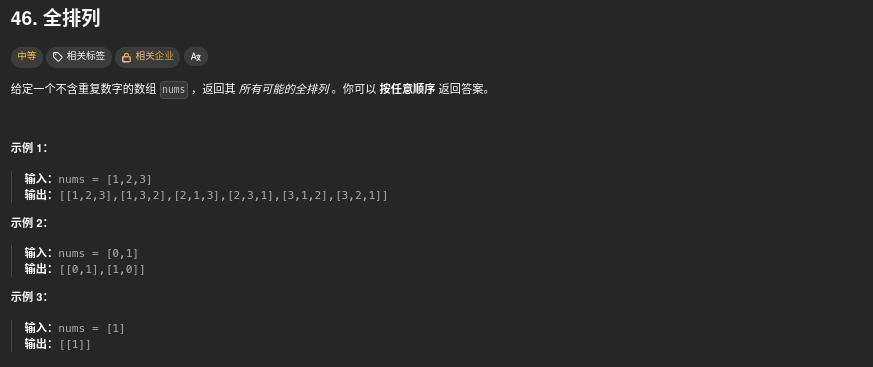 46. 全排列
中等 相关标签 相关企业 Aあ
给定一个不含重复数字的数组 nums ，返回其 所有可能的全排列 。你可以 按任意顺序 返回答案。
示例 1：
输入：nums = [1,2,3]
输出：[[1,2,3],[1,3,2],[2,1,3],[2,3,1],[3,1,2],[3,2,1]]
示例 2：
输入：nums = [0,1]
输出：[[0,1],[1,0]]
示例 3：
输入：nums = [1]
输出：[[1]]